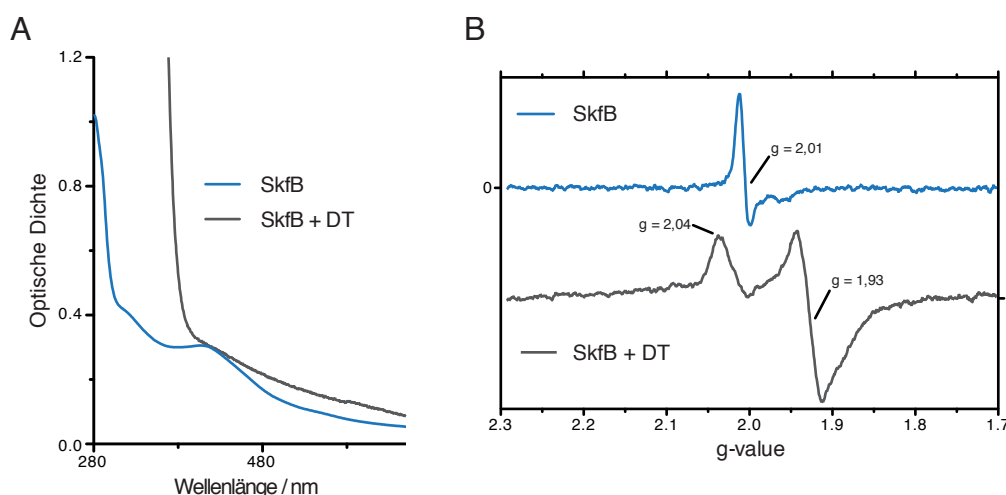 A
1.2
0.8
0.4
0.0
280
480
Optische Dichte
Wellenlänge / nm
SkfB
SkfB + DT
B
SkfB
g = 2,01
0
g = 2,04
g = 1,93
SkfB + DT
2.3
2.2
2.1
2.0
1.9
1.8
1.7
g-value